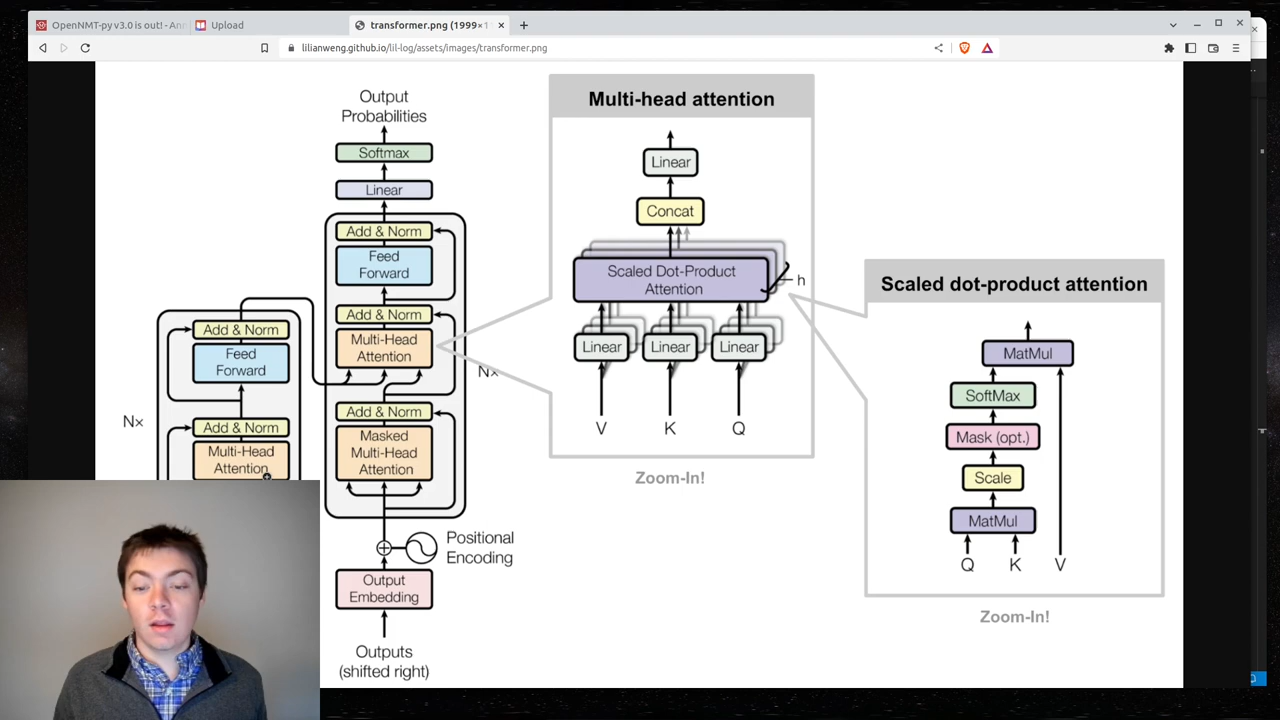 OpenNMT-py v3.0 is out! - Ann
Upload
transformer.png (1999×1
lilianweng.github.io/lil-log/assets/images/transformer.png
Output
Probabilities
Softmax
Linear
Add & Norm
Feed
Forward
Add & Norm
Multi-Head
Attention
Nx
Add & Norm
Masked
Multi-Head
Attention
Add & Norm
Feed
Forward
Nx
Add & Norm
Multi-Head
Attention
Positional
Encoding
Output
Embedding
Outputs
(shifted right)
Multi-head attention
Linear
Concat
Scaled Dot-Product
Attention
h
Linear
Linear
Linear
V
K
Q
Zoom-In!
Scaled dot-product attention
MatMul
SoftMax
Mask (opt.)
Scale
MatMul
Q
K
V
Zoom-In!